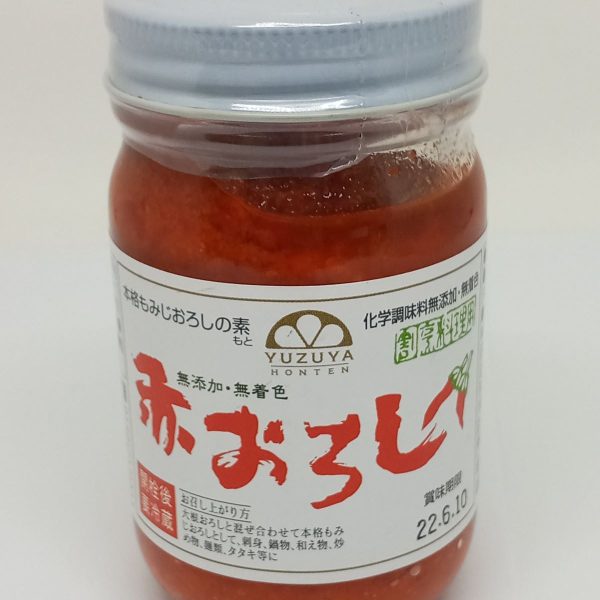 本格もみじおろしの素
もと
YUZUYA
HONTEN
化学調味料無添加・無着色
割烹料理用
無添加・無着色
赤おろし
開栓後
要冷蔵
お召し上がり方
大根おろしと混ぜ合わせて本格もみ
じおろしとして、刺身、鍋物、和え物、炒
め物、麺類、タタキ等に
賞味期限
22.6.10